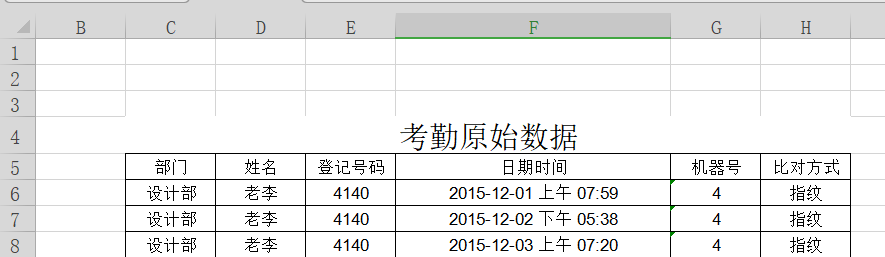 B C D E F G H
1
2
3
4 考勤原始数据
5 部门 姓名 登记号码 日期时间 机器号 比对方式
6 设计部 老李 4140 2015-12-01 上午 07:59 4 指纹
7 设计部 老李 4140 2015-12-02 下午 05:38 4 指纹
8 设计部 老李 4140 2015-12-03 上午 07:20 4 指纹